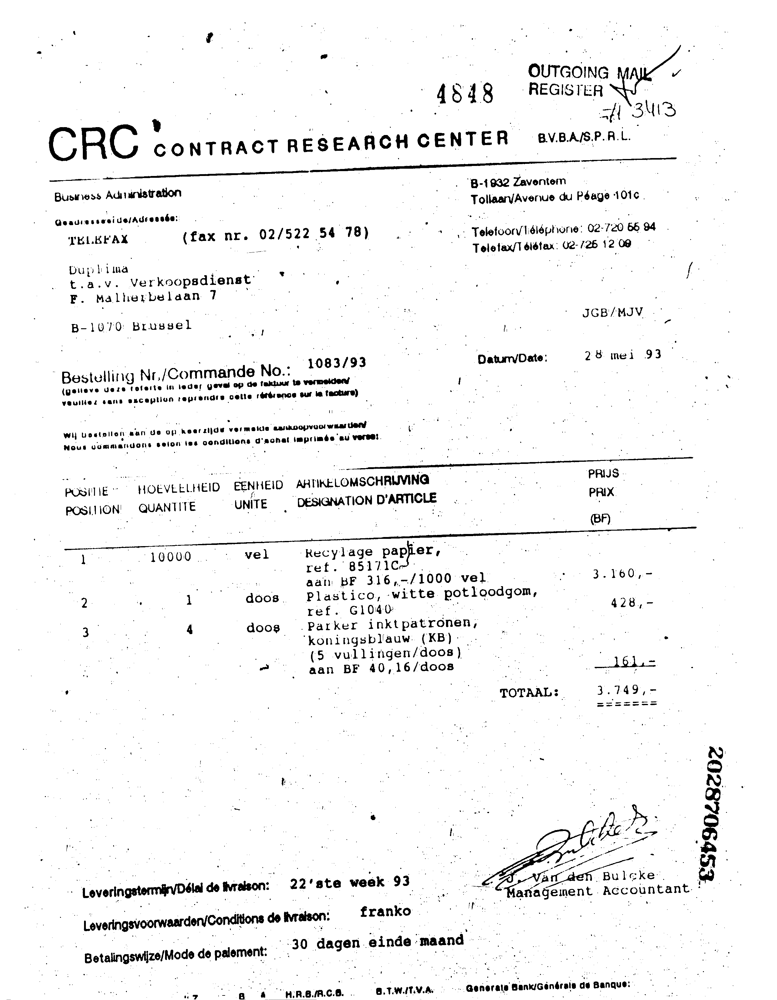 OUTGOING MAIL
REGISTER
4848
3413
CRC CONTRACT RESEARCH CENTER B.V.B.A./S.P.R.L.
Business Administration
B-1932 Zaventem
Tollaan/Avenue du Péage 101c
Geadresseerde/Adressée:
TELEFAX (fax nr. 02/522 54 78)
Telefoon/Téléphone: 02-720 55 94
Telefax/Téléfax: 02-725 12 09
Duplima
t.a.v. Verkoopsdienst
F. Malherbelaan 7
B-1070 Brussel
JGB/MJV
Bestelling Nr./Commande No.: 1083/93
Datum/Date: 28 mei 93
(gelieve deze referte in ieder geval op de faktuur te vermelden/
veuillez sans exception reprendre cette référence sur la facture)
Wij bestellen aan de op keerzijde vermelde aankoopvoorwaarden/
Nous commandons selon les conditions d'achat imprimés au verso:
POSITIE HOEVEELHEID EENHEID ARTIKELOMSCHRIJVING PRIJS
POSITION QUANTITE UNITE DESIGNATION D'ARTICLE PRIX
(BF)
1 10000 vel Recylage papier,
ref. 85171C
aan BF 316,-/1000 vel 3.160,-
2 1 doos Plastico, witte potloodgom,
ref. G1040 428,-
3 4 doos Parker inktpatronen,
koningsblauw (KB)
(5 vullingen/doos)
aan BF 40,16/doos 161,-
TOTAAL: 3.749,-
=======
2028706453
J. Van den Bulcke
Management Accountant
Leveringstermijn/Délai de livraison: 22'ste week 93
Leveringsvoorwaarden/Conditions de livraison: franko
Betalingswijze/Mode de paiement: 30 dagen einde maand
H.R.B./R.C.B. B.T.W./T.V.A. Generale Bank/Générale de Banque: